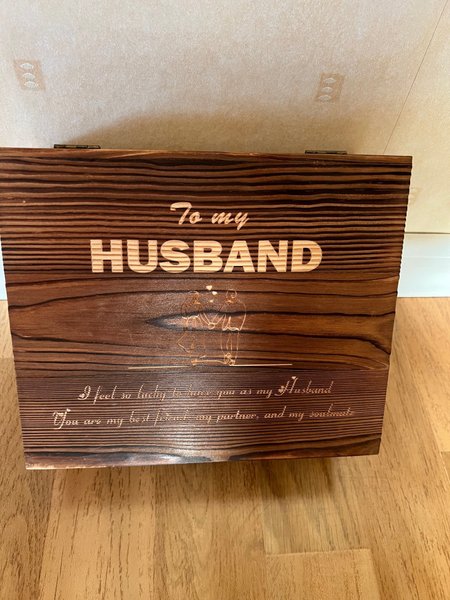 To my
HUSBAND
I feel so lucky to have you as my Husband
You are my best friend, my partner, and my soulmate